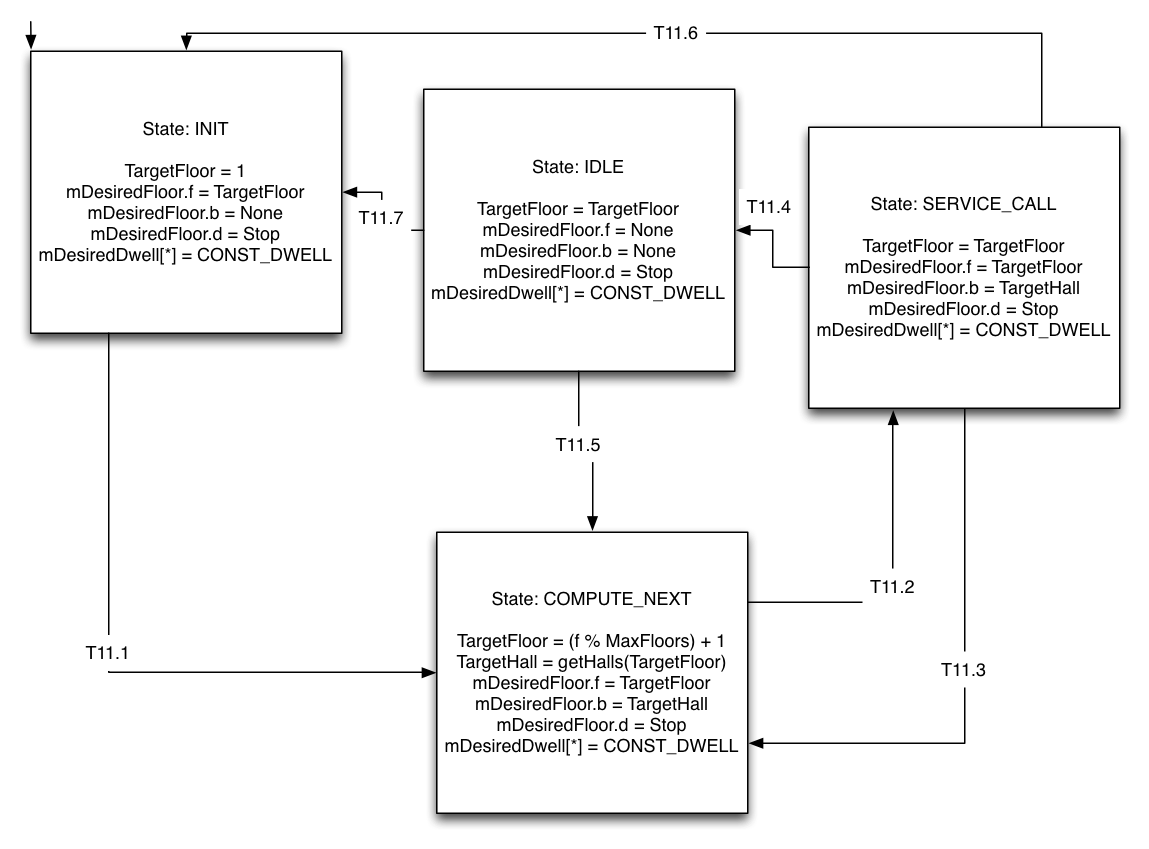 T11.6
State: INIT
TargetFloor = 1
mDesiredFloor.f = TargetFloor
mDesiredFloor.b = None
mDesiredFloor.d = Stop
mDesiredDwell[*] = CONST_DWELL
T11.7
State: IDLE
TargetFloor = TargetFloor
mDesiredFloor.f = None
mDesiredFloor.b = None
mDesiredFloor.d = Stop
mDesiredDwell[*] = CONST_DWELL
T11.4
State: SERVICE_CALL
TargetFloor = TargetFloor
mDesiredFloor.f = TargetFloor
mDesiredFloor.b = TargetHall
mDesiredFloor.d = Stop
mDesiredDwell[*] = CONST_DWELL
T11.5
T11.2
T11.1
T11.3
State: COMPUTE_NEXT
TargetFloor = (f % MaxFloors) + 1
TargetHall = getHalls(TargetFloor)
mDesiredFloor.f = TargetFloor
mDesiredFloor.b = TargetHall
mDesiredFloor.d = Stop
mDesiredDwell[*] = CONST_DWELL